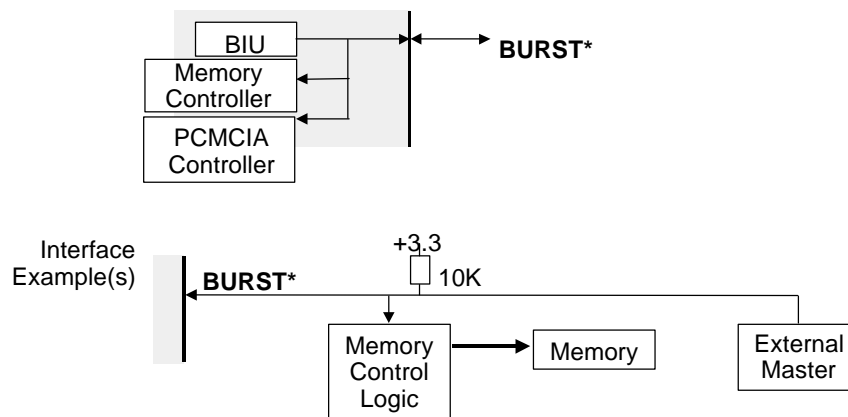 BIU
BURST*
Memory
Controller
PCMCIA
Controller
Interface
Example(s)
+3.3
10K
BURST*
Memory
Control
Logic
Memory
External
Master